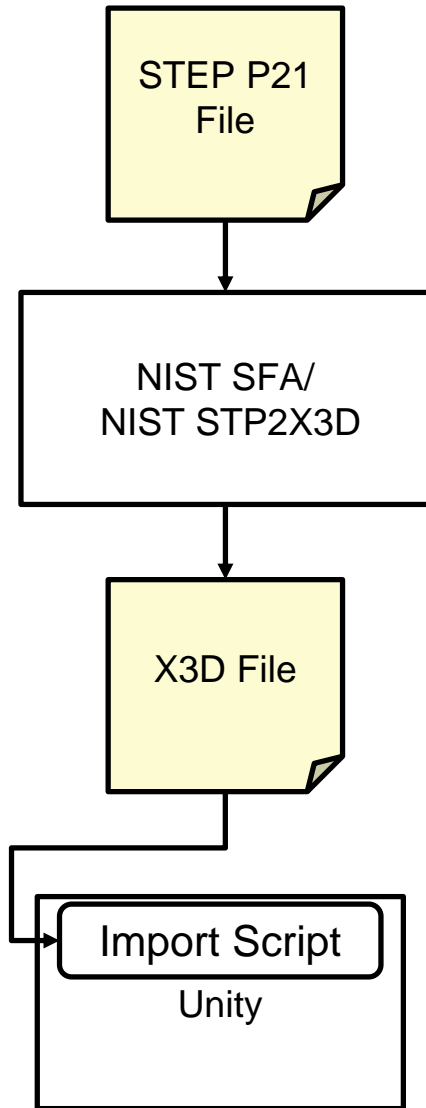 STEP P21
File
NIST SFA/
NIST STP2X3D
X3D File
Import Script
Unity